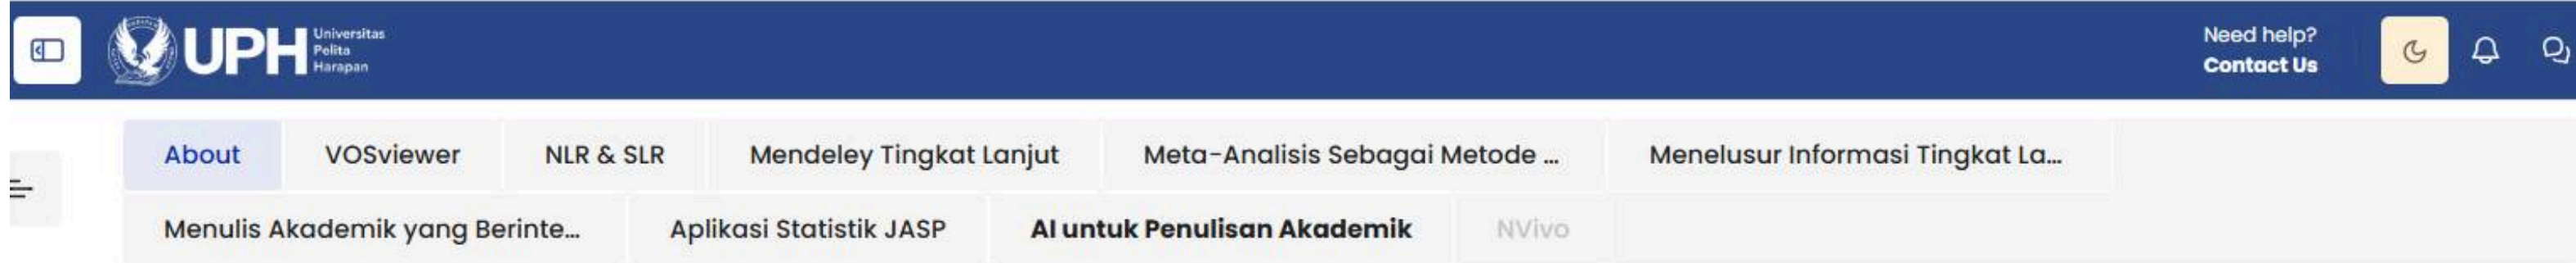 UPH
Universitas
Pelita
Harapan
Need help?
Contact Us
About
VOSviewer
NLR & SLR
Mendeley Tingkat Lanjut
Meta-Analisis Sebagai Metode ...
Menelusur Informasi Tingkat La...
Menulis Akademik yang Berinte...
Aplikasi Statistik JASP
AI untuk Penulisan Akademik
NVivo